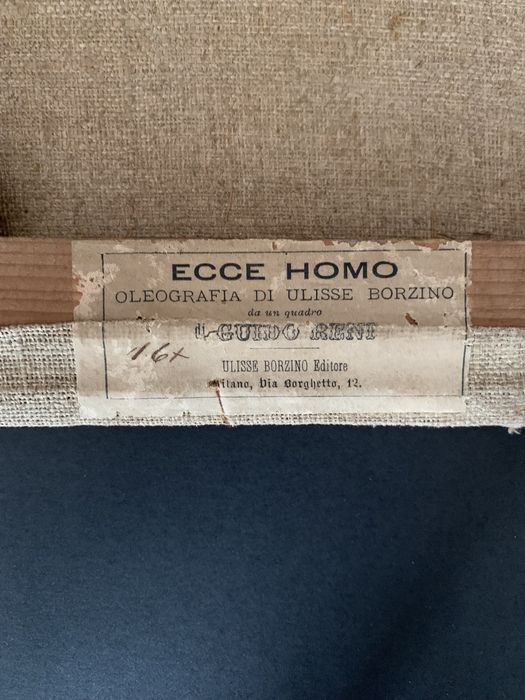 ECCE HOMO
OLEOGRAFIA DI ULISSE BORZINO
da un quadro
di GUIDO RENI
16x
ULISSE BORZINO Editore
Milano, Via Borghetto, 12.